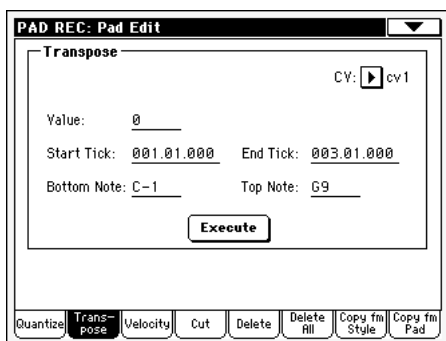 PAD REC: Pad Edit
Transpose
CV: cv1
Value: 0
Start Tick: 001.01.000 End Tick: 003.01.000
Bottom Note: C-1 Top Note: G9
Execute
Quantize Trans-pose Velocity Cut Delete Delete All Copy fm Style Copy fm Pad